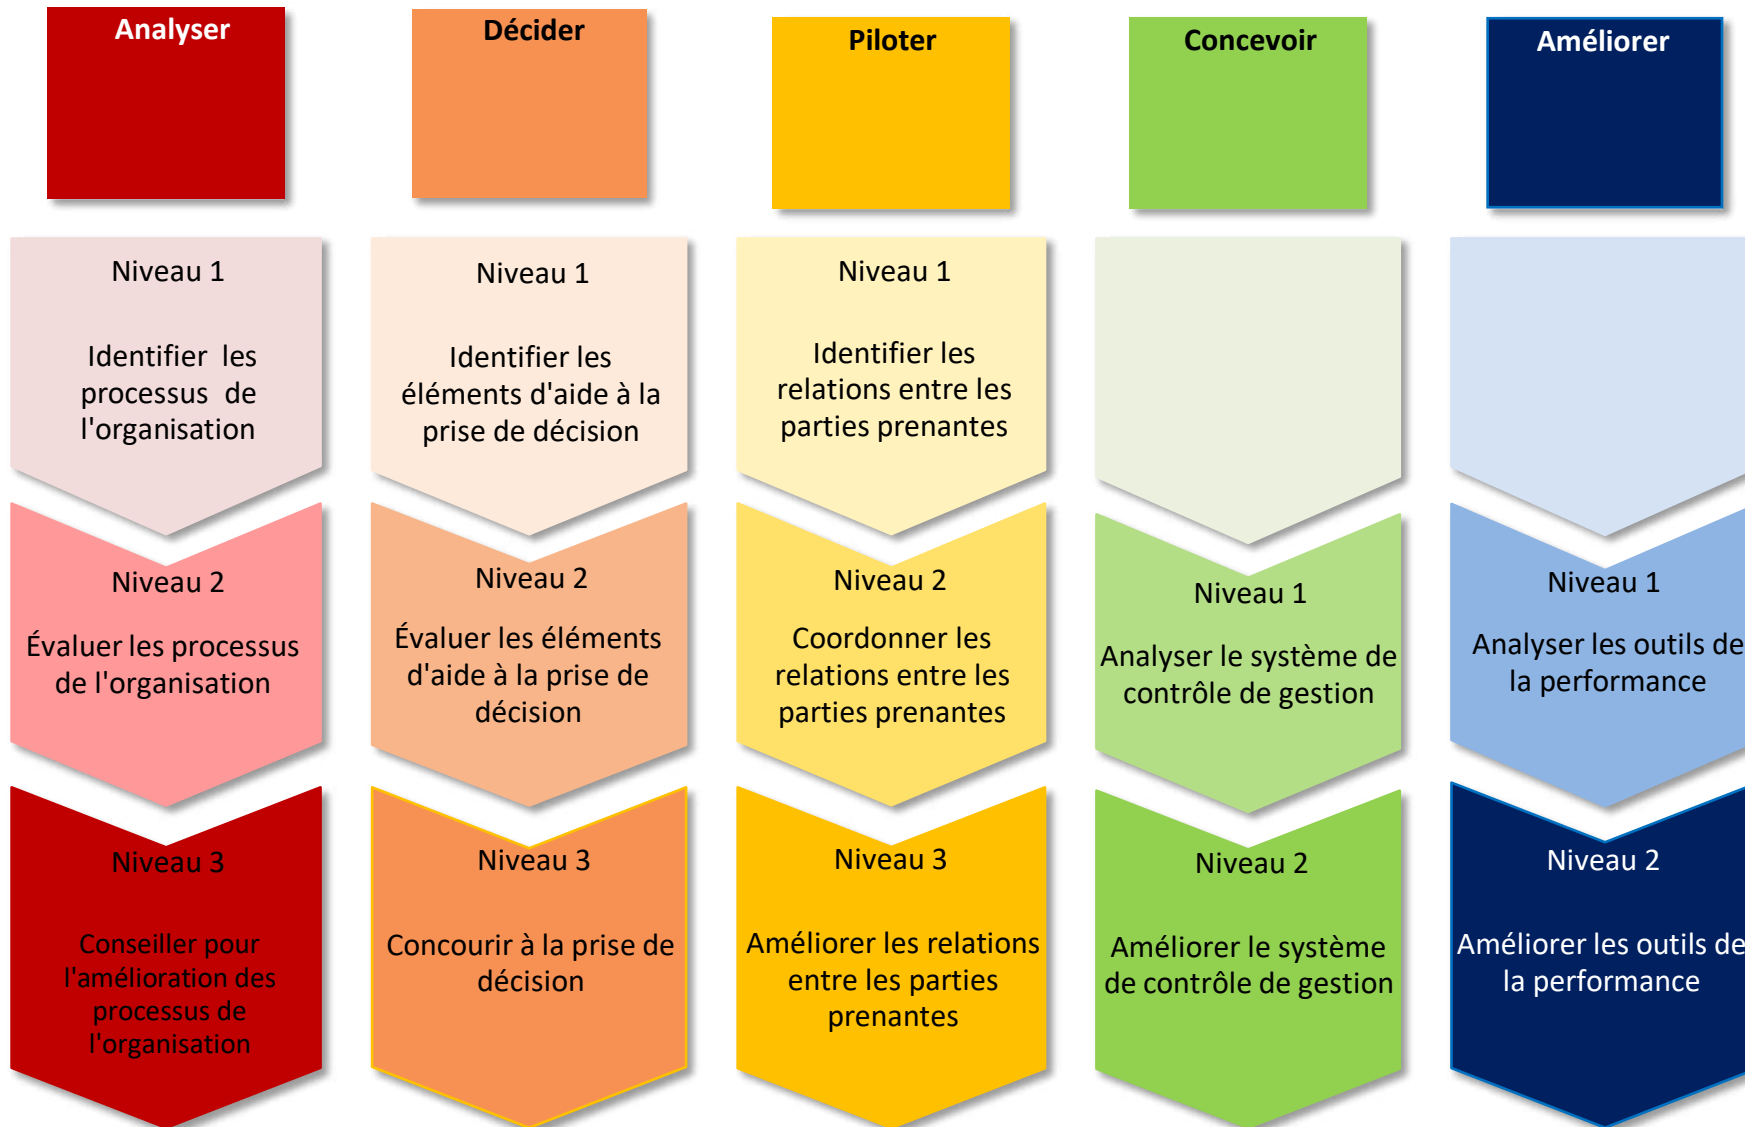 Analyser
Décider
Piloter
Concevoir
Améliorer
Niveau 1
Identifier les
processus de
l'organisation
Niveau 1
Identifier les
éléments d'aide à la
prise de décision
Niveau 1
Identifier les
relations entre les
parties prenantes
Niveau 2
Évaluer les processus
de l'organisation
Niveau 2
Évaluer les éléments
d'aide à la prise de
décision
Niveau 2
Coordonner les
relations entre les
parties prenantes
Niveau 1
Analyser le système de
contrôle de gestion
Niveau 1
Analyser les outils de
la performance
Niveau 3
Conseiller pour
l'amélioration des
processus de
l'organisation
Niveau 3
Concourir à la prise de
décision
Niveau 3
Améliorer les relations
entre les parties
prenantes
Niveau 2
Améliorer le système
de contrôle de gestion
Niveau 2
Améliorer les outils de
la performance